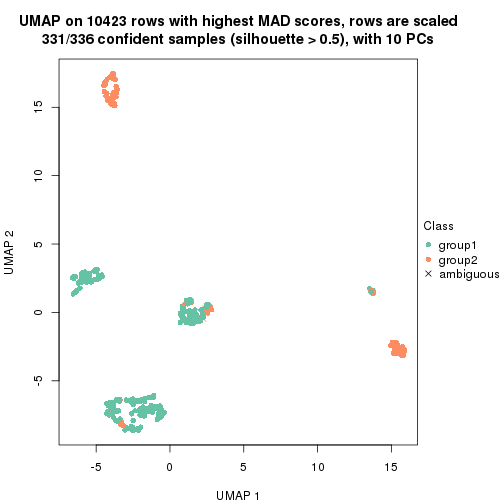 UMAP on 10423 rows with highest MAD scores, rows are scaled
331/336 confident samples (silhouette > 0.5), with 10 PCs
UMAP 2
15
10
5
0
-5
-5
0
5
10
15
UMAP 1
Class
group1
group2
ambiguous